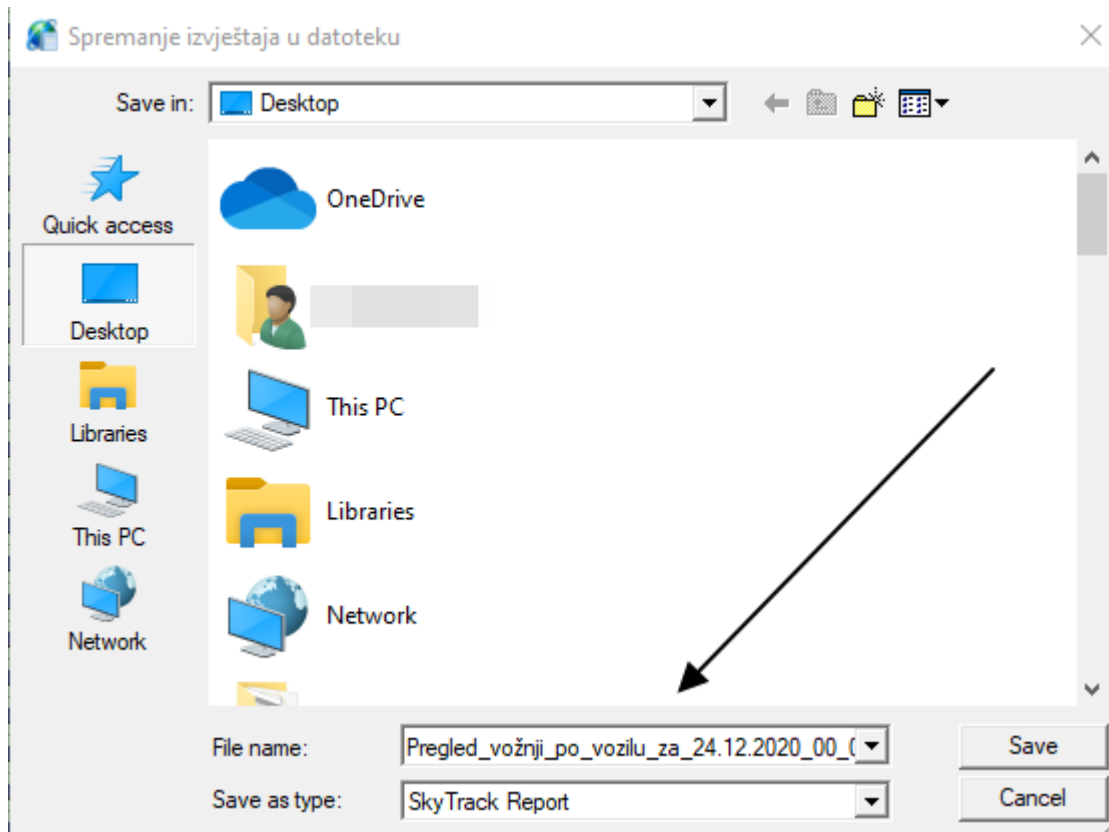 Spremanje izvještaja u datoteku
Save in:
Desktop
Quick access
Desktop
Libraries
This PC
Network
OneDrive
This PC
Libraries
Network
File name:
Pregled_vožnji_po_vozilu_za_24.12.2020_00_
Save
Save as type:
SkyTrack Report
Cancel